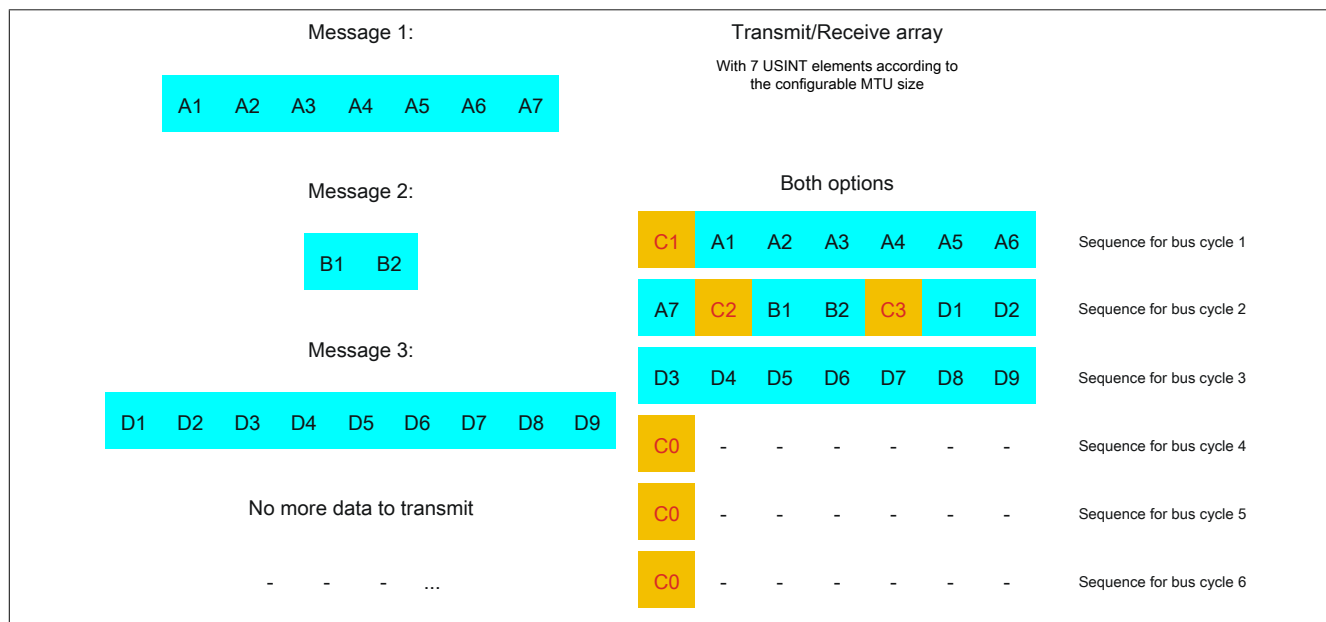 Message 1:
A1 A2 A3 A4 A5 A6 A7
Message 2:
B1 B2
Message 3:
D1 D2 D3 D4 D5 D6 D7 D8 D9
No more data to transmit
- - - ...
Transmit/Receive array
With 7 USINT elements according to
the configurable MTU size
Both options
C1 A1 A2 A3 A4 A5 A6 Sequence for bus cycle 1
A7 C2 B1 B2 C3 D1 D2 Sequence for bus cycle 2
D3 D4 D5 D6 D7 D8 D9 Sequence for bus cycle 3
C0 - - - - - - Sequence for bus cycle 4
C0 - - - - - - Sequence for bus cycle 5
C0 - - - - - - Sequence for bus cycle 6